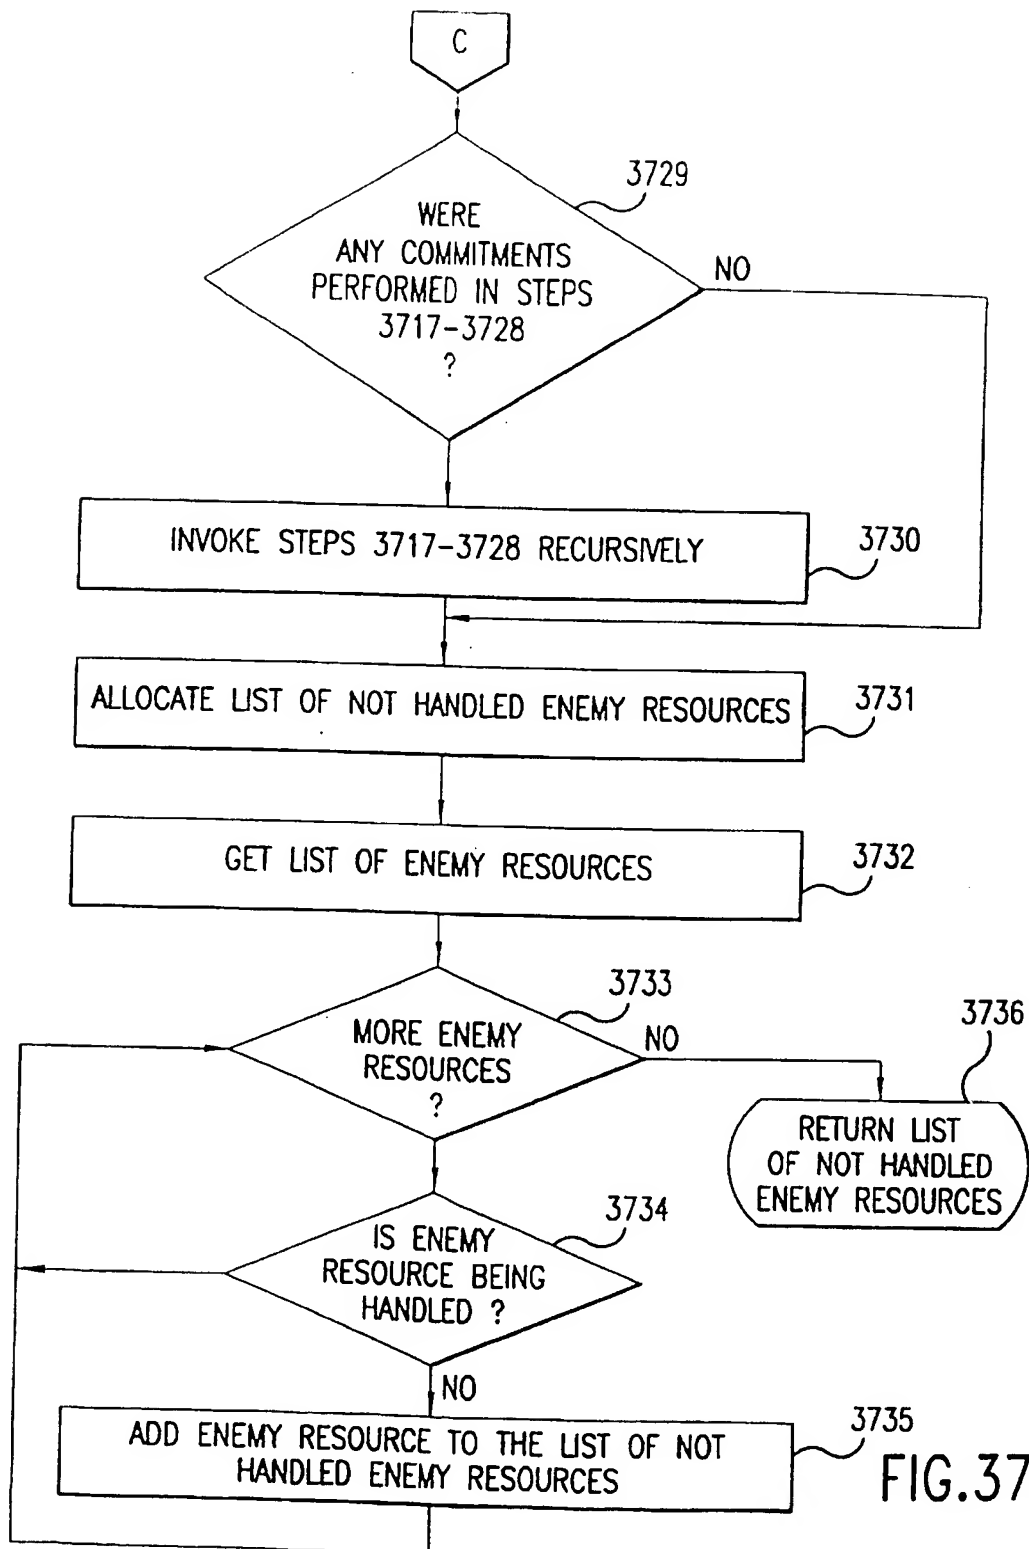 C
3729
WERE
ANY COMMITMENTS
PERFORMED IN STEPS
3717-3728
?
NO
INVOKE STEPS 3717-3728 RECURSIVELY
3730
ALLOCATE LIST OF NOT HANDLED ENEMY RESOURCES
3731
GET LIST OF ENEMY RESOURCES
3732
3733
MORE ENEMY
RESOURCES
?
NO
3736
RETURN LIST
OF NOT HANDLED
ENEMY RESOURCES
3734
IS ENEMY
RESOURCE BEING
HANDLED ?
NO
ADD ENEMY RESOURCE TO THE LIST OF NOT
HANDLED ENEMY RESOURCES
3735
FIG.37